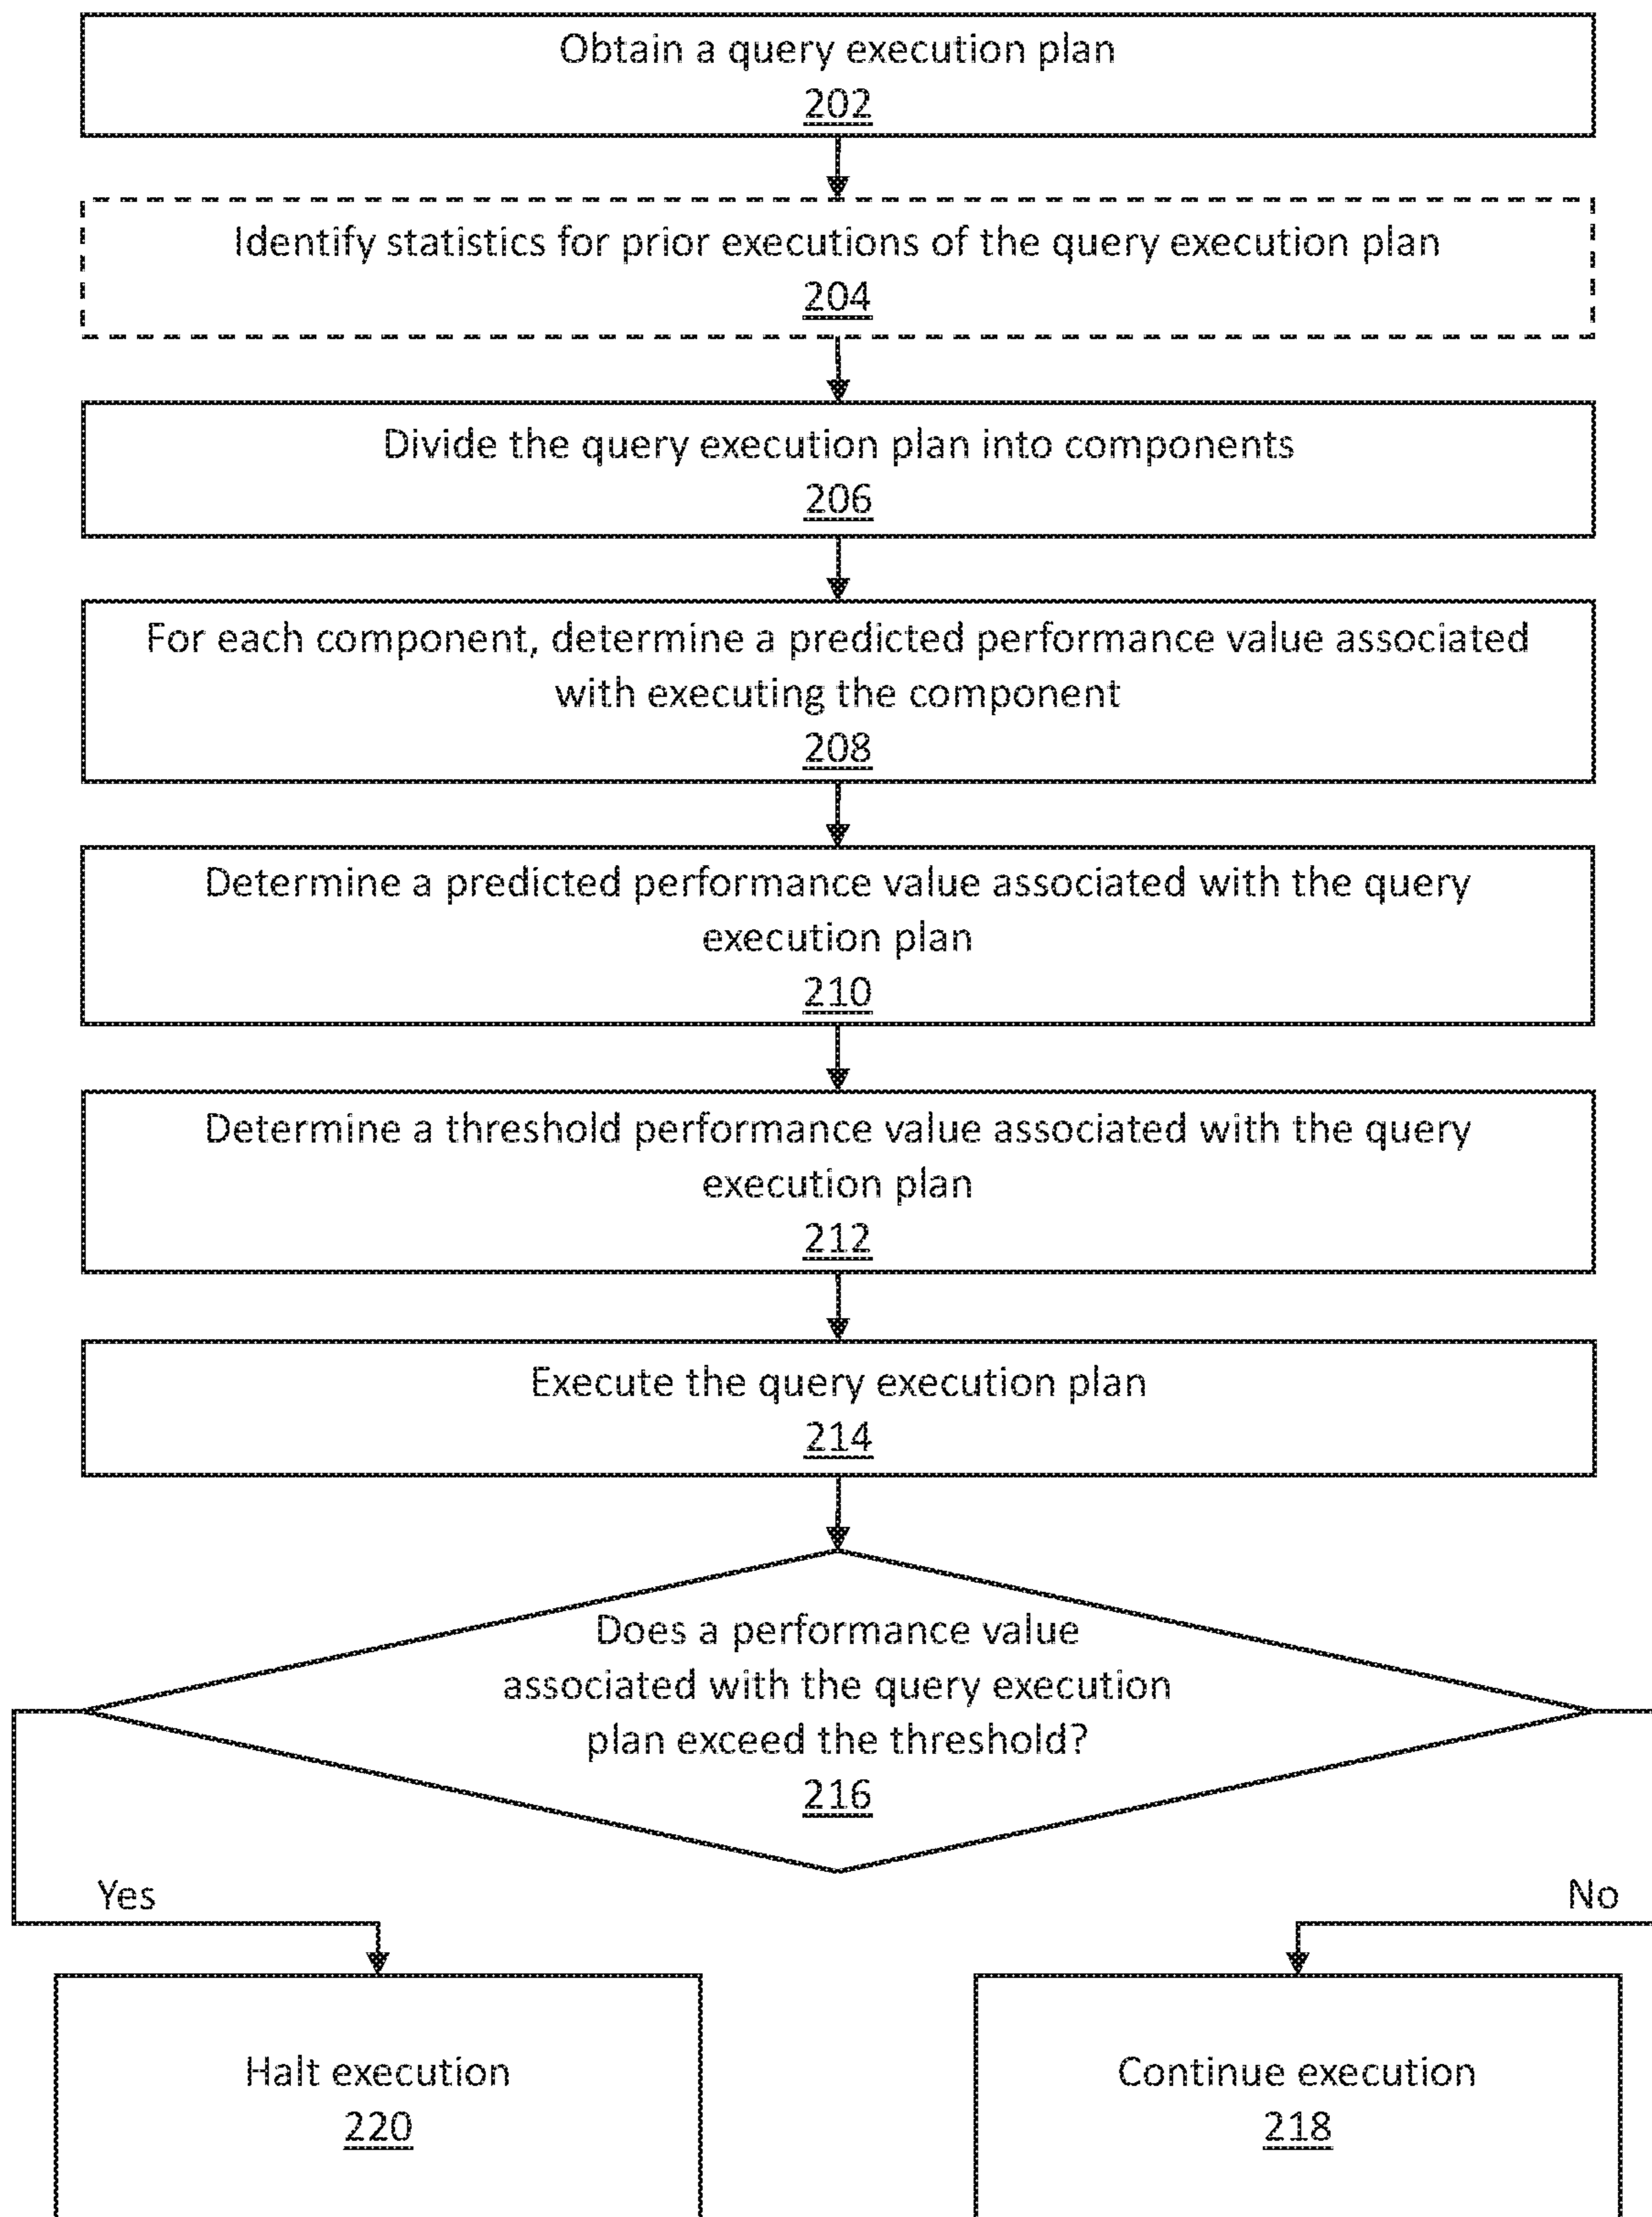 Obtain a query execution plan
202
Identify statistics for prior executions of the query execution plan
204
Divide the query execution plan into components
206
For each component, determine a predicted performance value associated
with executing the component
208
Determine a predicted performance value associated with the query
execution plan
210
Determine a threshold performance value associated with the query
execution plan
212
Execute the query execution plan
214
Does a performance value
associated with the query execution
plan exceed the threshold?
216
Yes
No
Halt execution
220
Continue execution
218